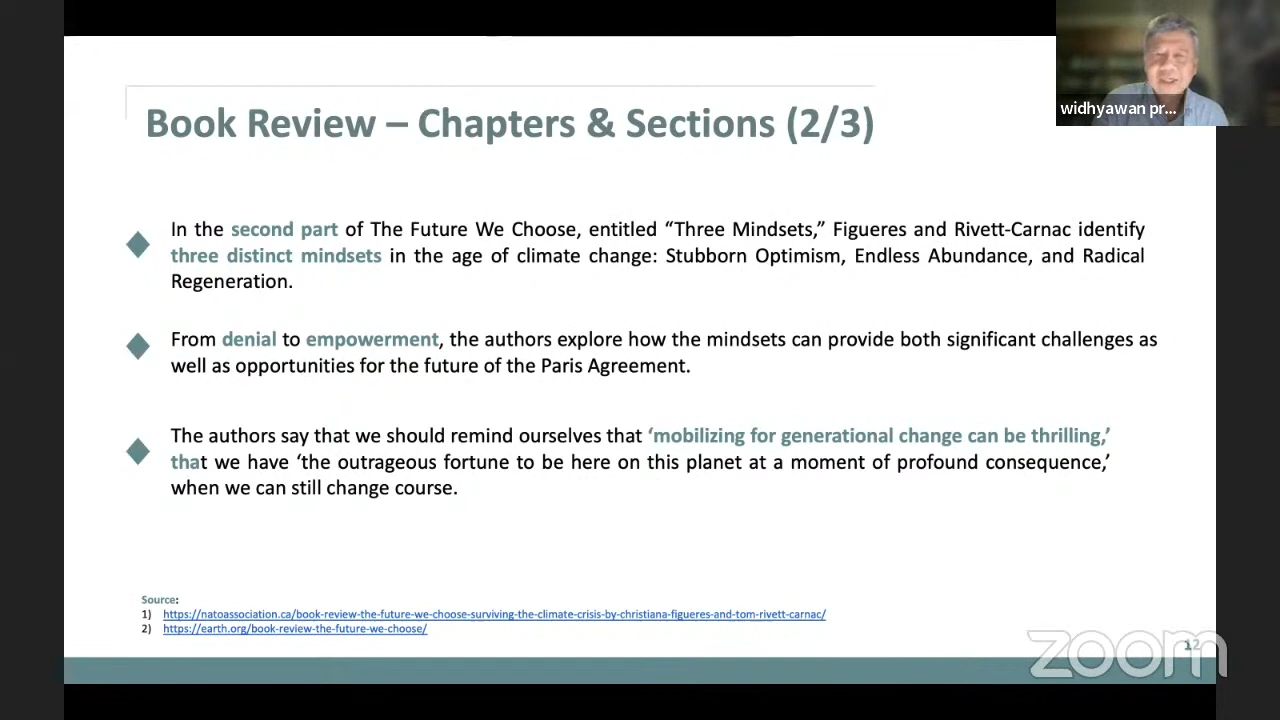 widhyawan pr...
Book Review – Chapters & Sections (2/3)
In the second part of The Future We Choose, entitled “Three Mindsets,” Figueres and Rivett-Carnac identify
three distinct mindsets in the age of climate change: Stubborn Optimism, Endless Abundance, and Radical
Regeneration.
From denial to empowerment, the authors explore how the mindsets can provide both significant challenges as
well as opportunities for the future of the Paris Agreement.
The authors say that we should remind ourselves that ‘mobilizing for generational change can be thrilling,’
that we have ‘the outrageous fortune to be here on this planet at a moment of profound consequence,’
when we can still change course.
Source:
1) https://natoassociation.ca/book-review-the-future-we-choose-surviving-the-climate-crisis-by-christiana-figueres-and-tom-rivett-carnac/
2) https://earth.org/book-review-the-future-we-choose/
12
zoom